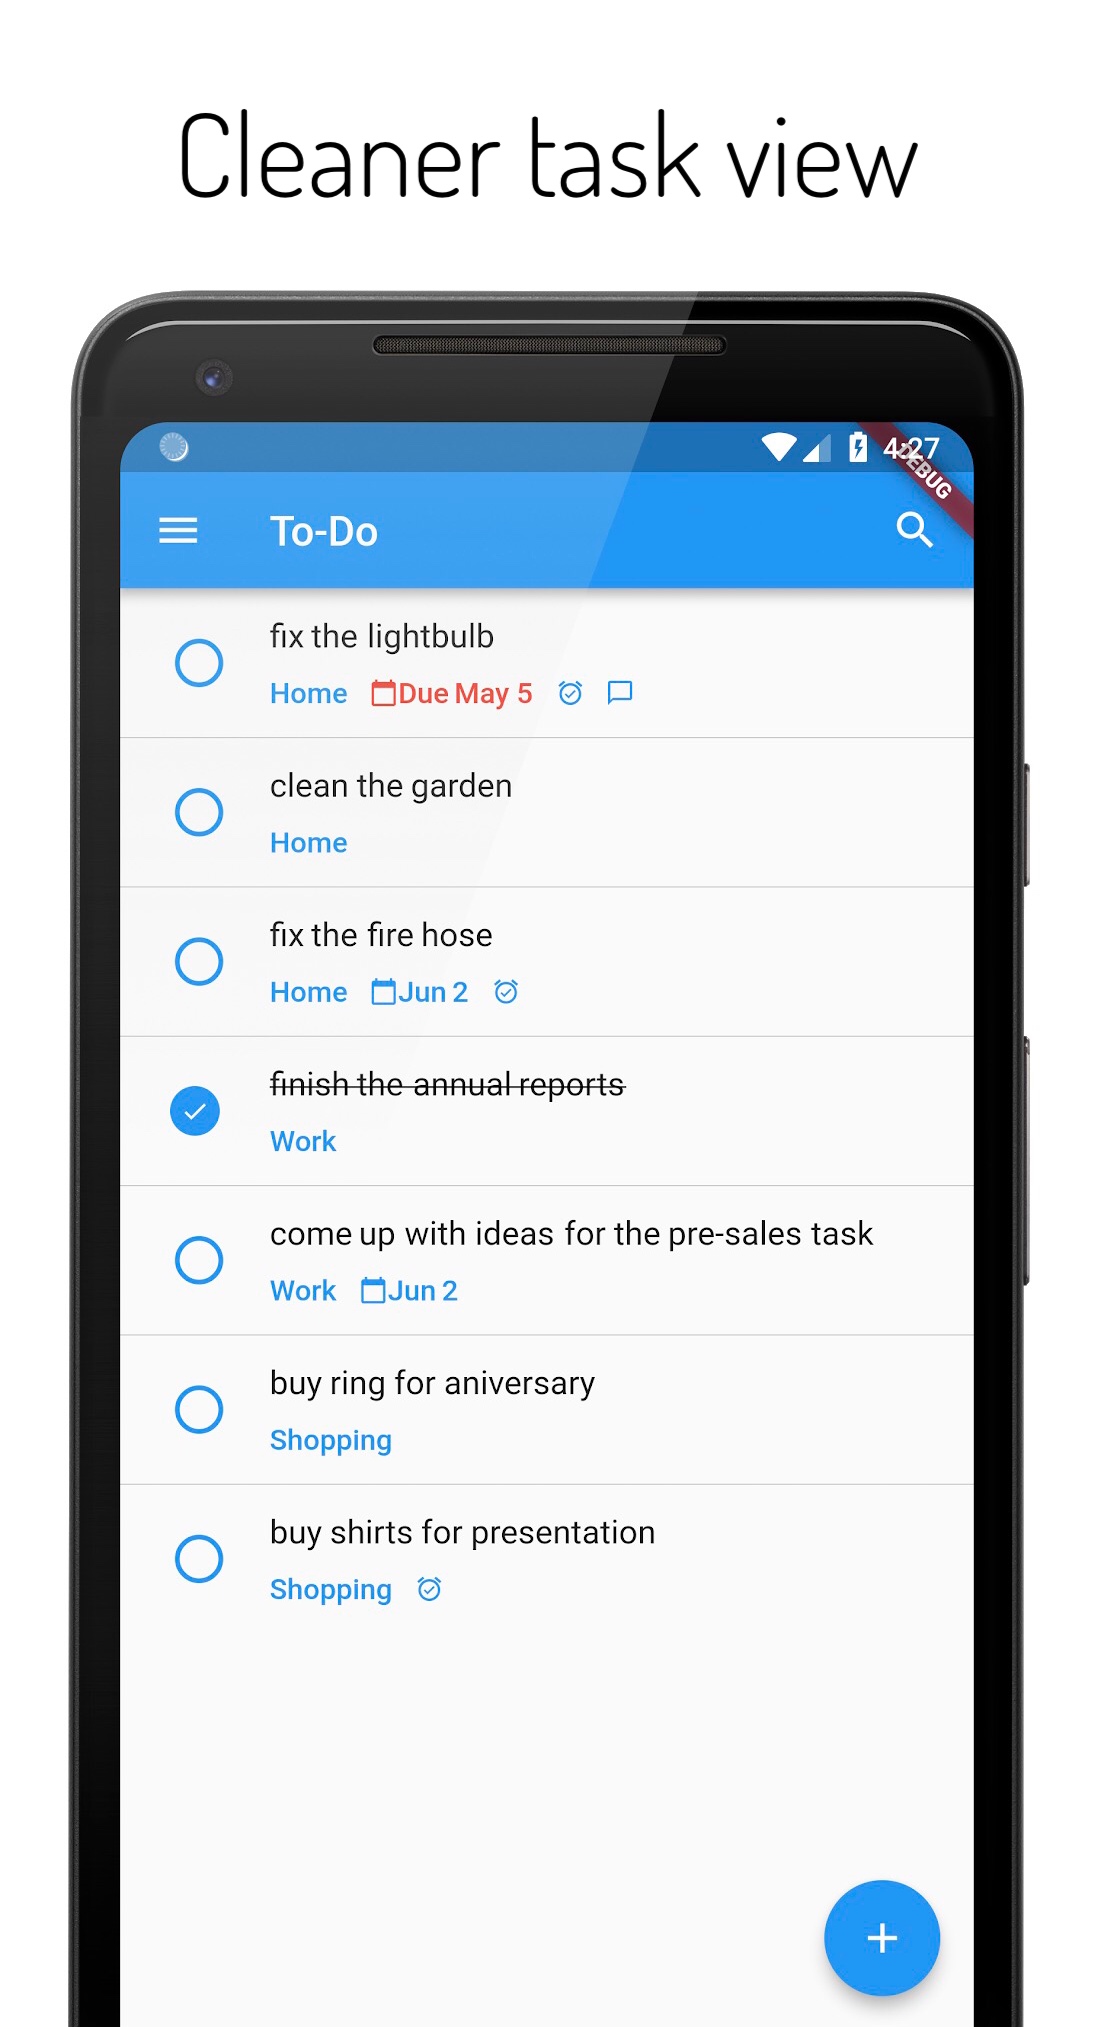 Cleaner task view
4:27
DEBUG
To-Do
fix the lightbulb
Home Due May 5
clean the garden
Home
fix the fire hose
Home Jun 2
finish the annual reports
Work
come up with ideas for the pre-sales task
Work Jun 2
buy ring for aniversary
Shopping
buy shirts for presentation
Shopping